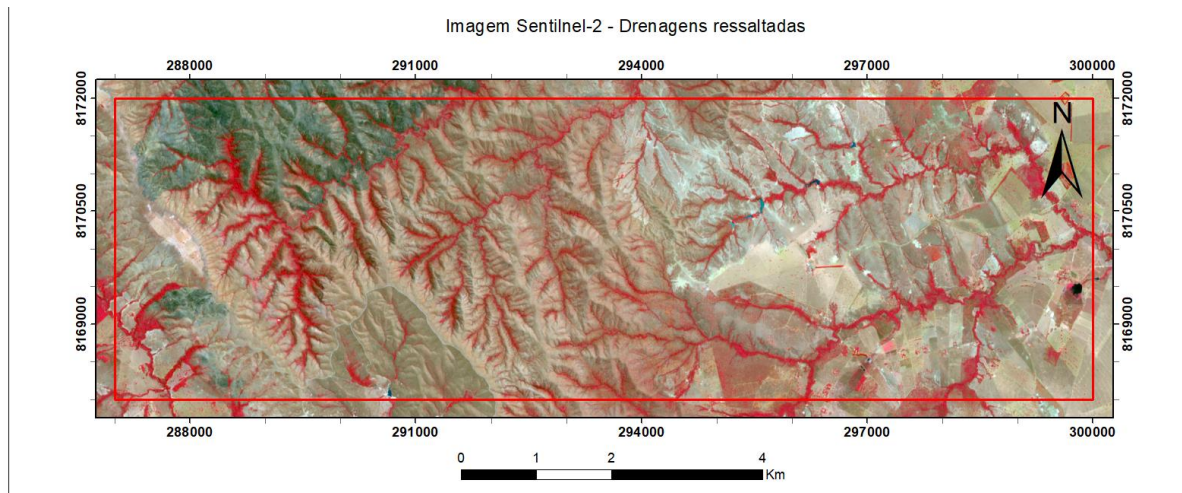 Imagem Sentilnel-2 - Drenagens ressaltadas
288000 291000 294000 297000 300000
8172000 8172000
N
8170500 8170500
8169000 8169000
288000 291000 294000 297000 300000
0 1 2 4
Km